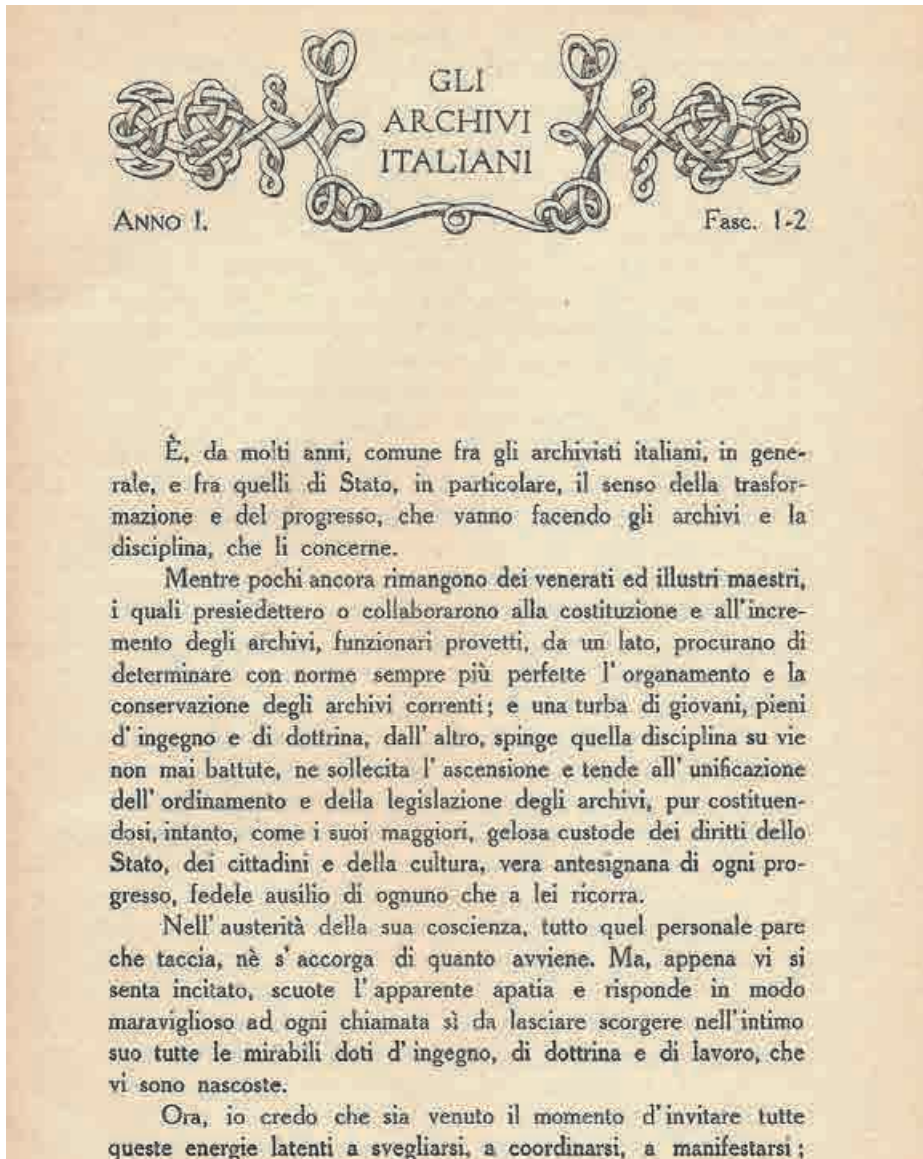 GLI
ARCHIVI
ITALIANI
ANNO I.
Fasc. 1-2
È, da molti anni, comune fra gli archivisti italiani, in gene-
rale, e fra quelli di Stato, in particolare, il senso della trasfor-
mazione e del progresso, che vanno facendo gli archivi e la
disciplina, che li concerne.
Mentre pochi ancora rimangono dei venerati ed illustri maestri,
i quali presiedettero o collaborarono alla costituzione e all'incre-
mento degli archivi, funzionari provetti, da un lato, procurano di
determinare con norme sempre più perfette l' organamento e la
conservazione degli archivi correnti; e una turba di giovani, pieni
d' ingegno e di dottrina, dall' altro, spinge quella disciplina su vie
non mai battute, ne sollecita l' ascensione e tende all' unificazione
dell' ordinamento e della legislazione degli archivi, pur costituen-
dosi, intanto, come i suoi maggiori, gelosa custode dei diritti dello
Stato, dei cittadini e della cultura, vera antesignana di ogni pro-
gresso, fedele ausilio di ognuno che a lei ricorra.
Nell' austerità della sua coscienza, tutto quel personale pare
che taccia, nè s' accorga di quanto avviene. Ma, appena vi si
senta incitato, scuote l' apparente apatia e risponde in modo
maraviglioso ad ogni chiamata sì da lasciare scorgere nell'intimo
suo tutte le mirabili doti d' ingegno, di dottrina e di lavoro, che
vi sono nascoste.
Ora, io credo che sia venuto il momento d'invitare tutte
queste energie latenti a svegliarsi, a coordinarsi, a manifestarsi;